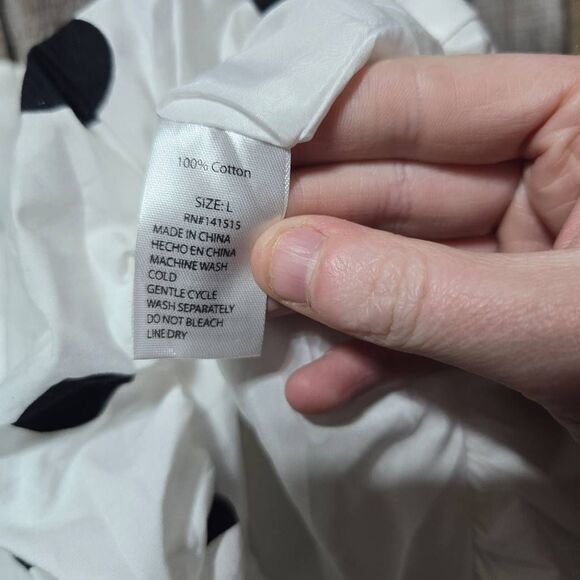 100% Cotton
SIZE: L
RN#141515
MADE IN CHINA
HECHO EN CHINA
MACHINE WASH
COLD
GENTLE CYCLE
WASH SEPARATELY
DO NOT BLEACH
LINE DRY